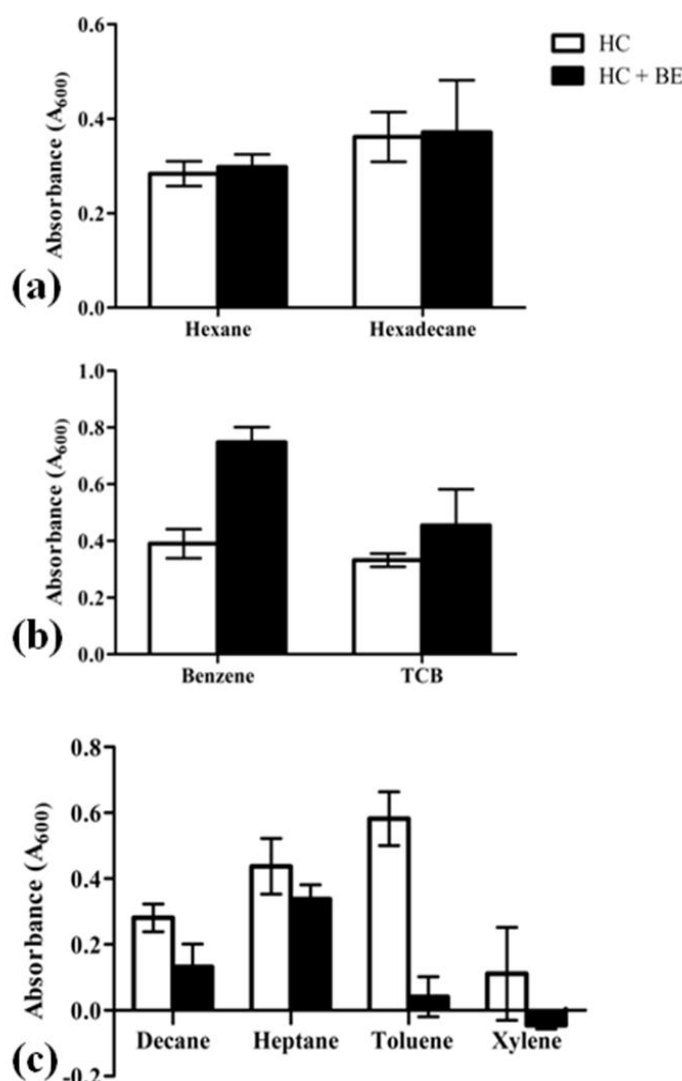 HC
HC + BE
Absorbance (A600)
0.6
0.4
0.2
0.0
(a)
Hexane Hexadecane
Absorbance (A600)
1.0
0.8
0.6
0.4
0.2
0.0
(b)
Benzene TCB
Absorbance (A600)
0.8
0.6
0.4
0.2
0.0
-0.2
(c)
Decane Heptane Toluene Xylene